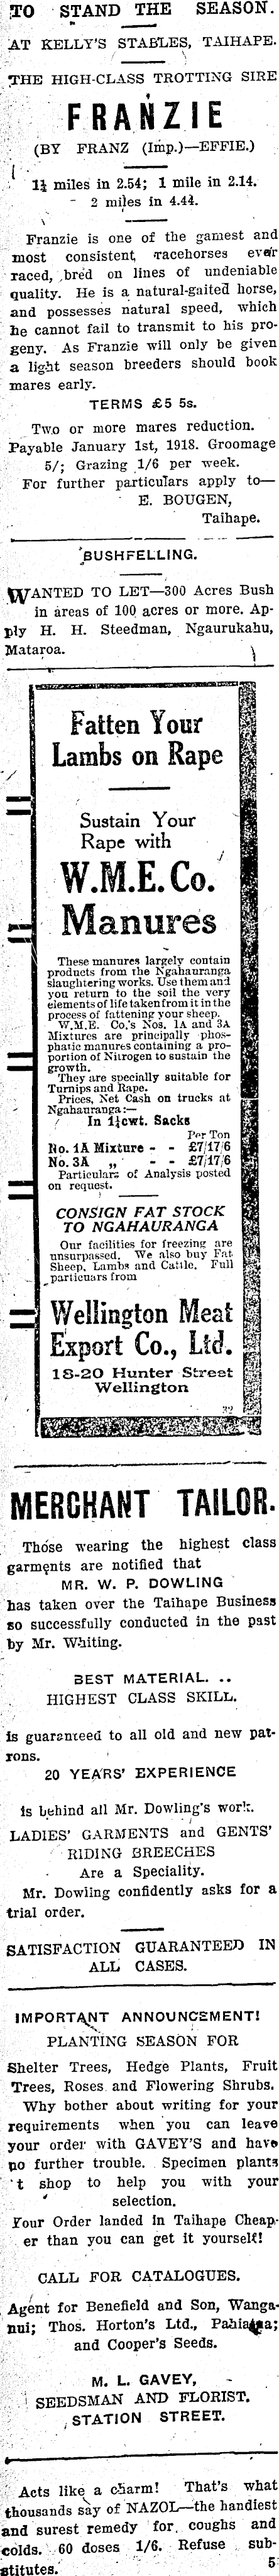 TO STAND THE SEASON.
AT KELLY'S STABLES, TAIHAPE.
THE HIGH-CLASS TROTTING SIRE
FRANZIE
(BY FRANZ (Imp.)—EFFIE.)
1½ miles in 2.54; 1 mile in 2.14.
2 miles in 4.44.
Franzie is one of the gamest and
most consistent, racehorses ever
raced, bred on lines of undeniable
quality. He is a natural-gaited horse,
and possesses natural speed, which
he cannot fail to transmit to his pro-
geny. As Franzie will only be given
a light season breeders should book
mares early.
TERMS £5 5s.
Two or more mares reduction.
Payable January 1st, 1918. Groomage
5/; Grazing 1/6 per week.
For further particulars apply to—
E. BOUGEN,
Taihape.
BUSHFELLING.
WANTED TO LET—300 Acres Bush
in areas of 100 acres or more. Ap-
ply H. H. Steedman, Ngaurukahu,
Mataroa.
Fatten Your
Lambs on Rape
Sustain Your
Rape with
W.M.E. Co.
Manures
These manures largely contain
products from the Ngahauranga
slaughtering works. Use them and
you return to the soil the very
elements of life taken from it in the
process of fattening your sheep.
W.M.E. Co.'s Nos. 1A and 3A
Mixtures are principally phos-
phatic manures containing a pro-
portion of Nitrogen to sustain the
growth.
They are specially suitable for
Turnips and Rape.
Prices, Net Cash on trucks at
Ngahauranga:—
In 1½cwt. Sacks
Per Ton
No. 1A Mixture - - £7/17/6
No. 3A „ - - £7/17/6
Particulars of Analysis posted
on request.
CONSIGN FAT STOCK
TO NGAHAURANGA
Our facilities for freezing are
unsurpassed. We also buy Fat
Sheep, Lambs and Cattle. Full
particuars from
Wellington Meat
Export Co., Ltd.
18-20 Hunter Street
Wellington
32
MERCHANT TAILOR.
Those wearing the highest class
garments are notified that
MR. W. P. DOWLING
has taken over the Taihape Business
so successfully conducted in the past
by Mr. Whiting.
BEST MATERIAL. ..
HIGHEST CLASS SKILL.
is guaranteed to all old and new pat-
rons.
20 YEARS' EXPERIENCE
is behind all Mr. Dowling's work.
LADIES' GARMENTS and GENTS'
RIDING BREECHES
Are a Speciality.
Mr. Dowling confidently asks for a
trial order.
SATISFACTION GUARANTEED IN
ALL CASES.
IMPORTANT ANNOUNCEMENT!
PLANTING SEASON FOR
Shelter Trees, Hedge Plants, Fruit
Trees, Roses and Flowering Shrubs.
Why bother about writing for your
requirements when you can leave
your order with GAVEY'S and have
no further trouble. Specimen plants
't shop to help you with your
selection.
Your Order landed in Taihape Cheap-
er than you can get it yourself!
CALL FOR CATALOGUES.
Agent for Benefield and Son, Wanga-
nui; Thos. Horton's Ltd., Pahiatua;
and Cooper's Seeds.
M. L. GAVEY,
SEEDSMAN AND FLORIST.
STATION STREET.
Acts like a charm! That's what
thousands say of NAZOL—the handiest
and surest remedy for coughs and
colds. 60 doses 1/6. Refuse sub-
stitutes. 5